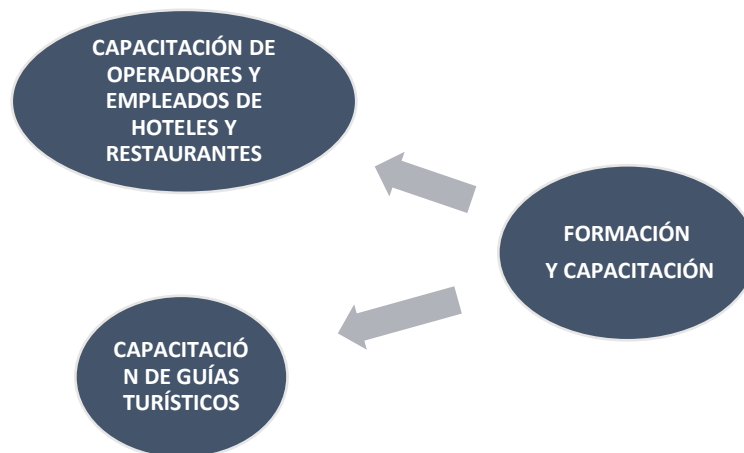 CAPACITACIÓN DE
OPERADORES Y
EMPLEADOS DE
HOTELES Y
RESTAURANTES
FORMACIÓN
Y CAPACITACIÓN
CAPACITACIÓ
N DE GUÍAS
TURÍSTICOS